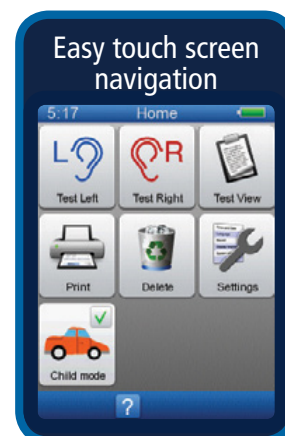 Easy touch screen
navigation
5:17 Home
L R
Test Left Test Right Test View
Print Delete Settings
Child mode
?